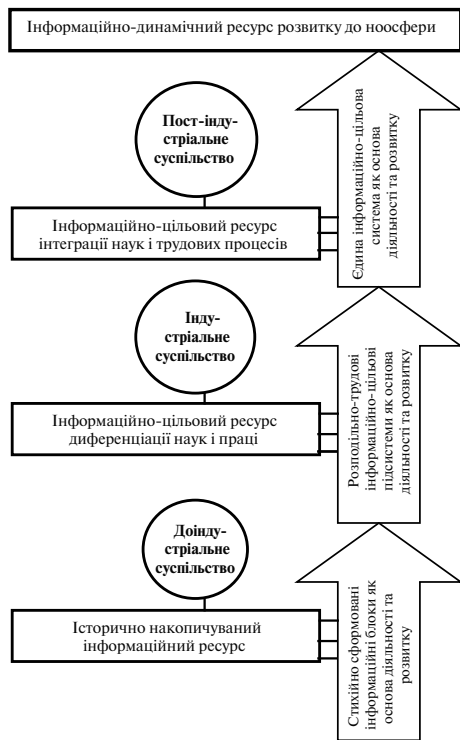 Інформаційно-динамічний ресурс розвитку до ноосфери
Пост-інду-
стріальне
суспільство
Інформаційно-цільовий ресурс
інтеграції наук і трудових процесів
Єдина інформаційно-цільова
система як основа
діяльності та розвитку
Інду-
стріальне
суспільство
Інформаційно-цільовий ресурс
диференціації наук і праці
Розподільно-трудові
інформаційно-цільові
підсистеми як основа
діяльності та розвитку
Доінду-
стріальне
суспільство
Історично накопичуваний
інформаційний ресурс
Стихійно сформовані
інформаційні блоки як
основа діяльності та
розвитку